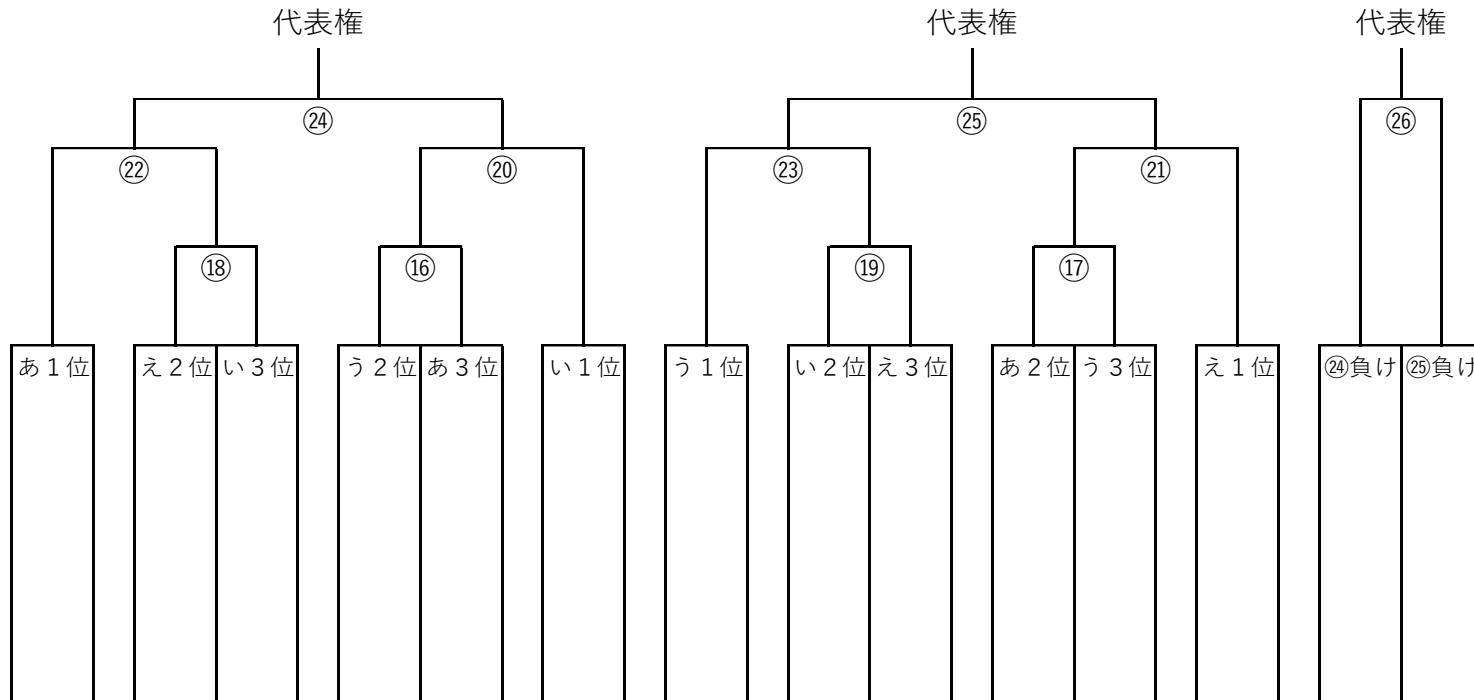 代表権 代表権 代表権
㉔ ㉕ ㉖
㉒ ⑳ ㉓ ㉑
⑱ ⑯ ⑲ ⑰
あ１位 え２位 い３位 う２位 あ３位 い１位 う１位 い２位 え３位 あ２位 う３位 え１位 ㉔負け ㉕負け